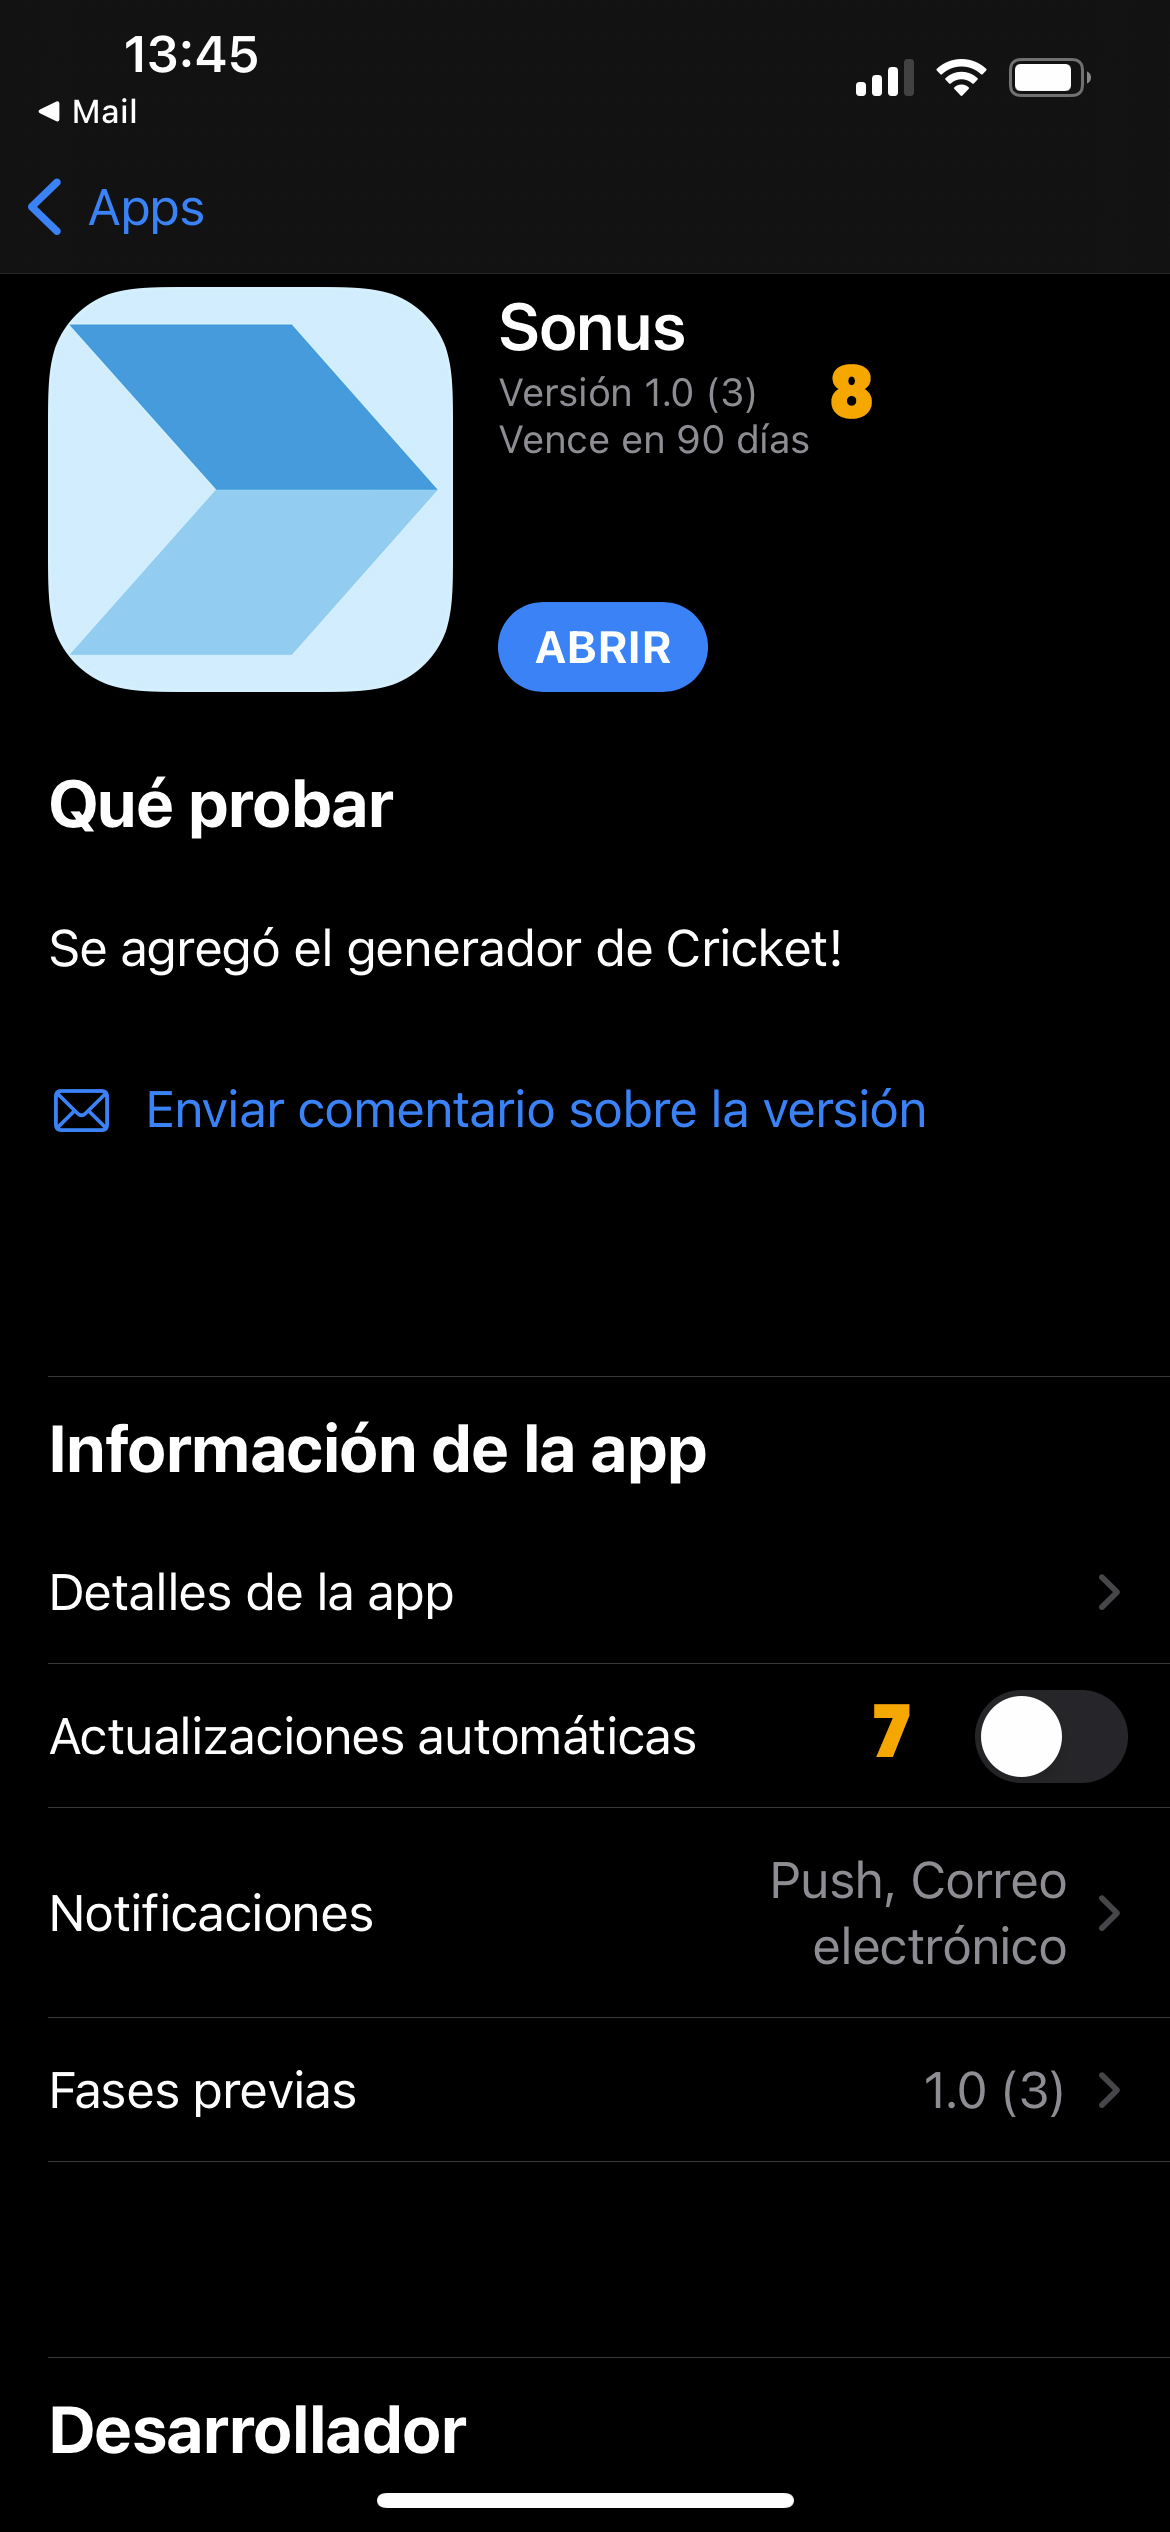 13:45
Mail
Apps
Sonus
Versión 1.0 (3) 8
Vence en 90 días
ABRIR
Qué probar
Se agregó el generador de Cricket!
Enviar comentario sobre la versión
Información de la app
Detalles de la app
Actualizaciones automáticas 7
Notificaciones Push, Correo
electrónico
Fases previas 1.0 (3)
Desarrollador